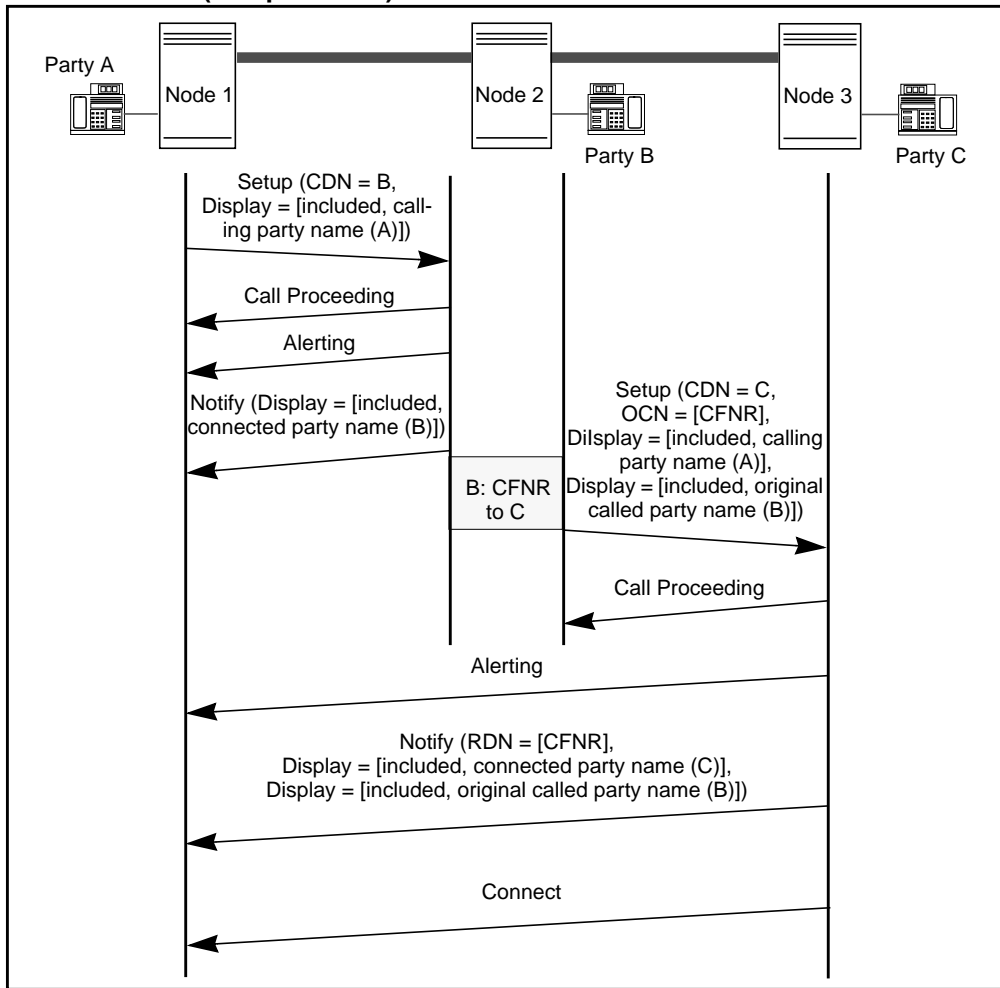 Party A
Node 1
Node 2
Node 3
Party B
Party C
Setup (CDN = B,
Display = [included, call-
ing party name (A)])
Call Proceeding
Alerting
Notify (Display = [included,
connected party name (B)])
Setup (CDN = C,
OCN = [CFNR],
DiIsplay = [included, calling
party name (A)],
Display = [included, original
called party name (B)])
B: CFNR
to C
Call Proceeding
Alerting
Notify (RDN = [CFNR],
Display = [included, connected party name (C)],
Display = [included, original called party name (B)])
Connect